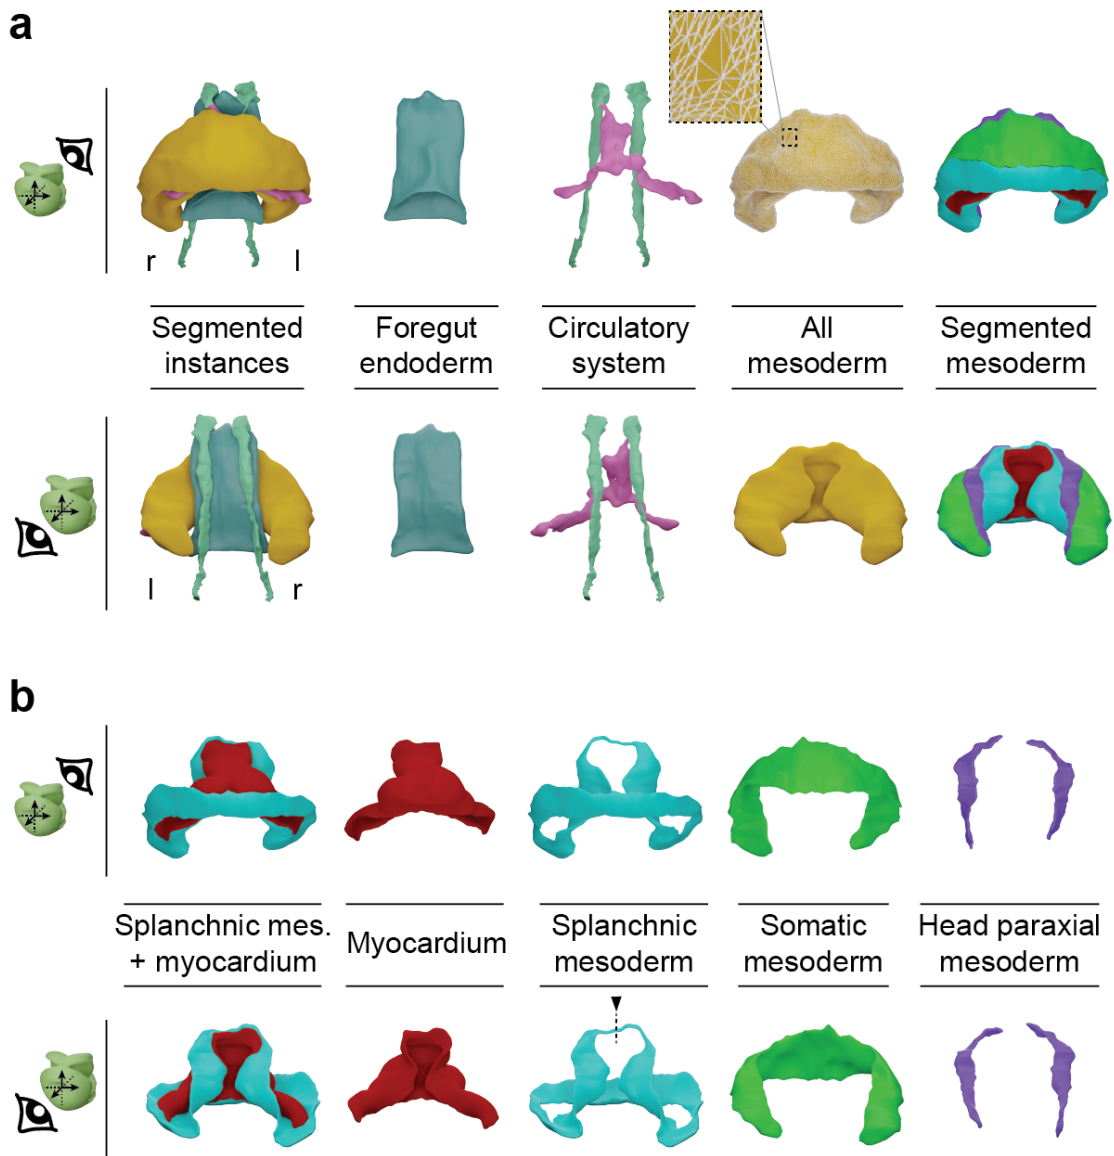 a
r l
Segmented
instances
Foregut
endoderm
Circulatory
system
All
mesoderm
Segmented
mesoderm
l r
b
Splanchnic mes.
+ myocardium
Myocardium
Splanchnic
mesoderm
Somatic
mesoderm
Head paraxial
mesoderm